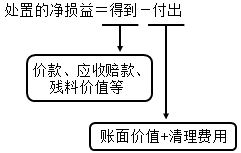 处置的净损益=得到-付出
价款、应收赔款、
残料价值等
账面价值+清理费用